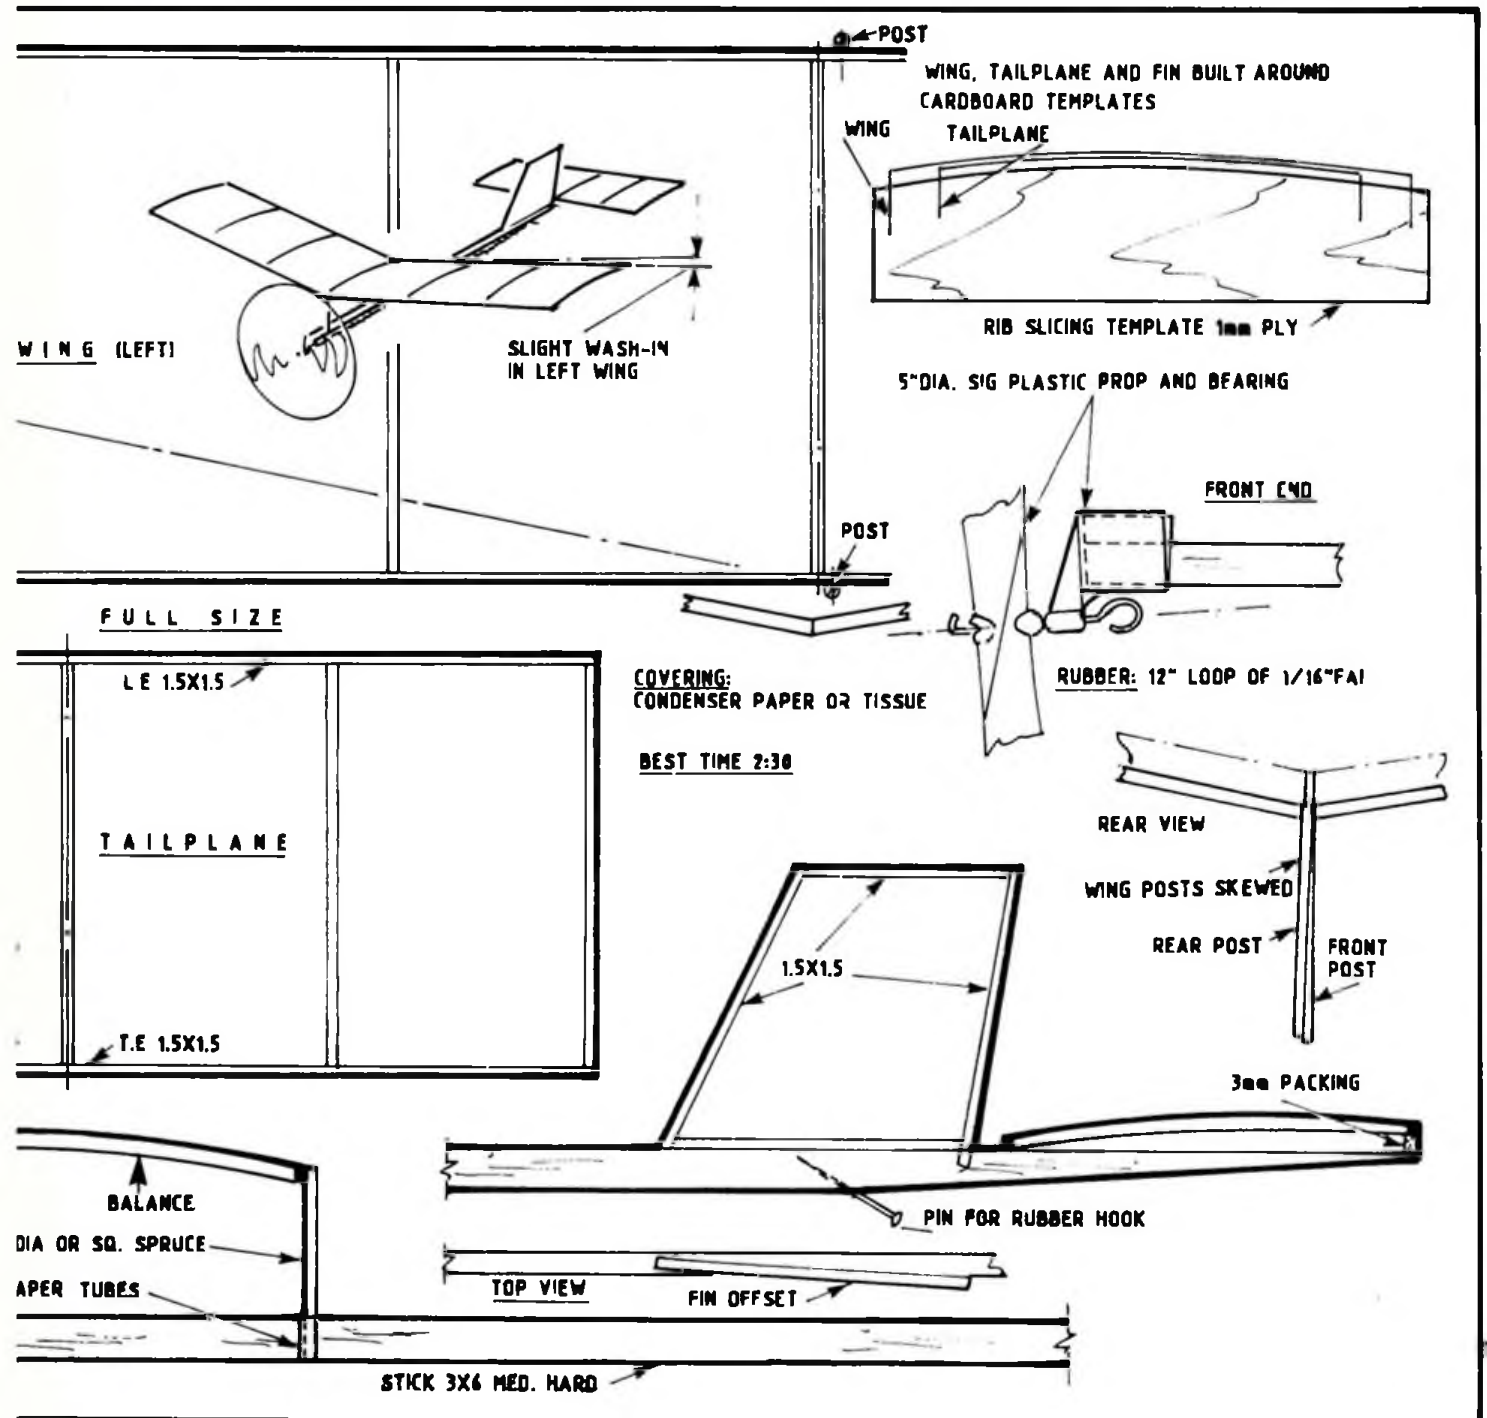 POST
WING, TAILPLANE AND FIN BUILT AROUND
CARDBOARD TEMPLATES
WING
TAILPLANE
RIB SLICING TEMPLATE 1mm PLY
WING (LEFT)
SLIGHT WASH-IN
IN LEFT WING
5"DIA. SIG PLASTIC PROP AND BEARING
FRONT END
POST
FULL SIZE
L E 1.5X1.5
COVERING:
CONDENSER PAPER OR TISSUE
RUBBER: 12" LOOP OF 1/16"FAI
BEST TIME 2:30
TAILPLANE
REAR VIEW
WING POSTS SKEWED
REAR POST
FRONT
POST
1.5X1.5
T.E 1.5X1.5
3mm PACKING
BALANCE
DIA OR SQ. SPRUCE
PIN FOR RUBBER HOOK
APER TUBES
TOP VIEW
FIN OFFSET
STICK 3X6 MED. HARD